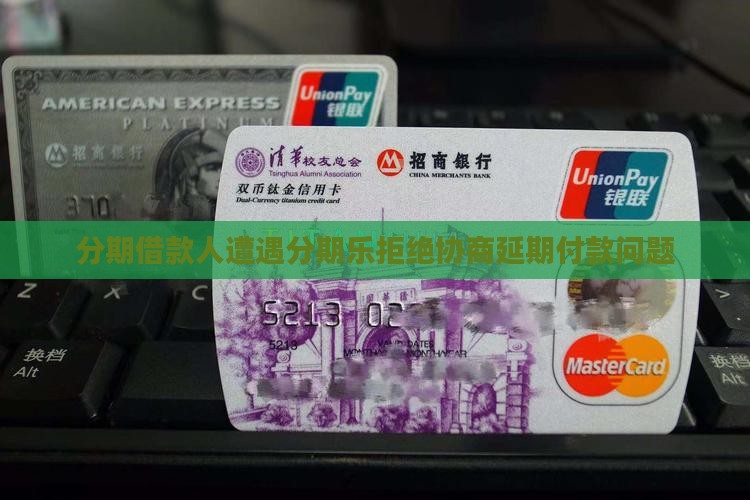 AMERICAN EXPRESS
PLATINUM
UnionPay
银联
招商银行
370
清華校友总会
Tsinghua Alumni Association
招商银行
CHINA MERCHANTS BANK
双币钛金信用卡
Dual-Currency titanium credit card
UnionPay
银联
分期借款人遭遇分期乐拒绝协商延期付款问题
5213 02
5213
MasterCard
换档
Alt
换档
Alt
Z